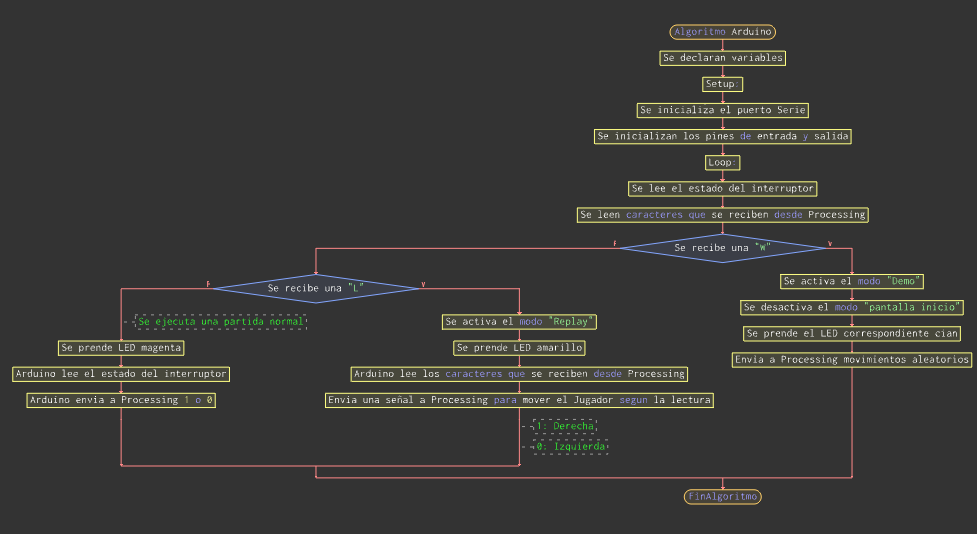 Algoritmo Arduino
Se declaran variables
Setup:
Se inicializa el puerto Serie
Se inicializan los pines de entrada y salida
Loop:
Se lee el estado del interruptor
Se leen caracteres que se reciben desde Processing
Se recibe una "W"
F
V
Se recibe una "L"
F
V
Se ejecuta una partida normal
Se prende LED magenta
Arduino lee el estado del interruptor
Arduino envia a Processing 1 o 0
Se activa el modo "Replay"
Se prende LED amarillo
Arduino lee los caracteres que se reciben desde Processing
Envia una señal a Processing para mover el Jugador segun la lectura
1: Derecha
0: Izquierda
Se activa el modo "Demo"
Se desactiva el modo "pantalla inicio"
Se prende el LED correspondiente cian
Envia a Processing movimientos aleatorios
FinAlgoritmo